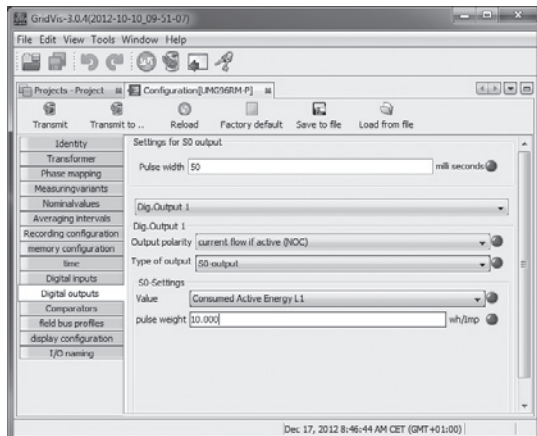 GridVis-3.0.4(2012-10-10_09-51-07)
File Edit View Tools Window Help
Projects - Project
Configuration[UMG96RM-P]
Transmit
Transmit to ..
Reload
Factory default
Save to file
Load from file
Identity
Transformer
Phase mapping
Measuringvariants
Nominalvalues
Averaging intervals
Recording configuration
memory configuration
time
Digital inputs
Digital outputs
Comparators
field bus profiles
display configuration
I/O naming
Settings for S0 output
Pulse width 50 milli seconds
Dig.Output 1
Dig.Output 1
Output polarity current flow if active (NOC)
Type of output S0-output
S0-Settings
Value Consumed Active Energy L1
pulse weight 10.000 wh/Imp
Dec 17, 2012 8:46:44 AM CET (GMT+01:00)